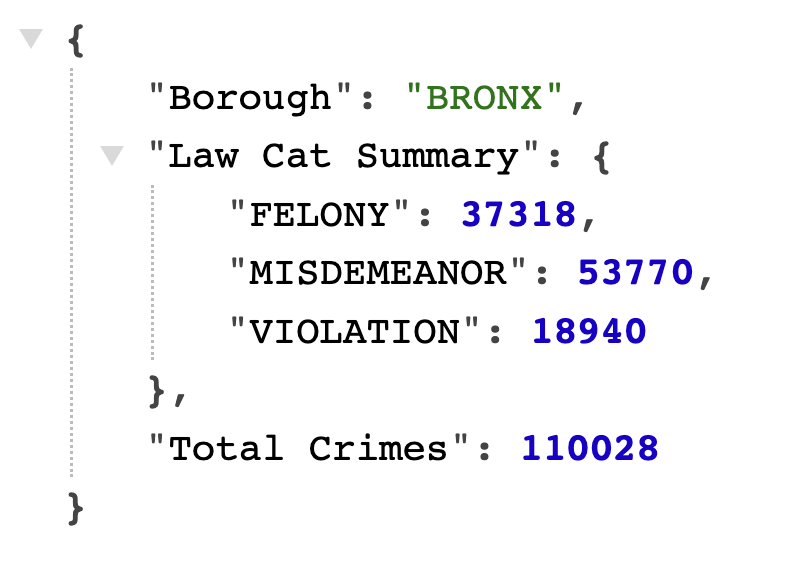 {
"Borough": "BRONX",
"Law Cat Summary": {
"FELONY": 37318,
"MISDEMEANOR": 53770,
"VIOLATION": 18940
},
"Total Crimes": 110028
}